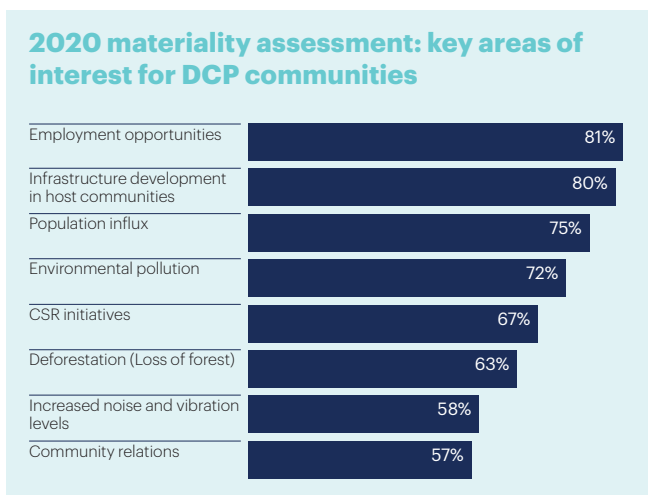 2020 materiality assessment: key areas of
interest for DCP communities
Employment opportunities
81%
Infrastructure development
in host communities
80%
Population influx
75%
Environmental pollution
72%
CSR initiatives
67%
Deforestation (Loss of forest)
63%
Increased noise and vibration
levels
58%
Community relations
57%